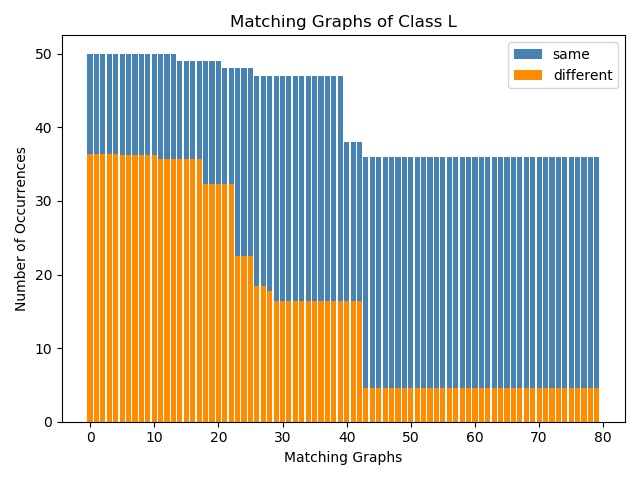 Matching Graphs of Class L
same
different
Number of Occurrences
50
40
30
20
10
0
0 10 20 30 40 50 60 70 80
Matching Graphs